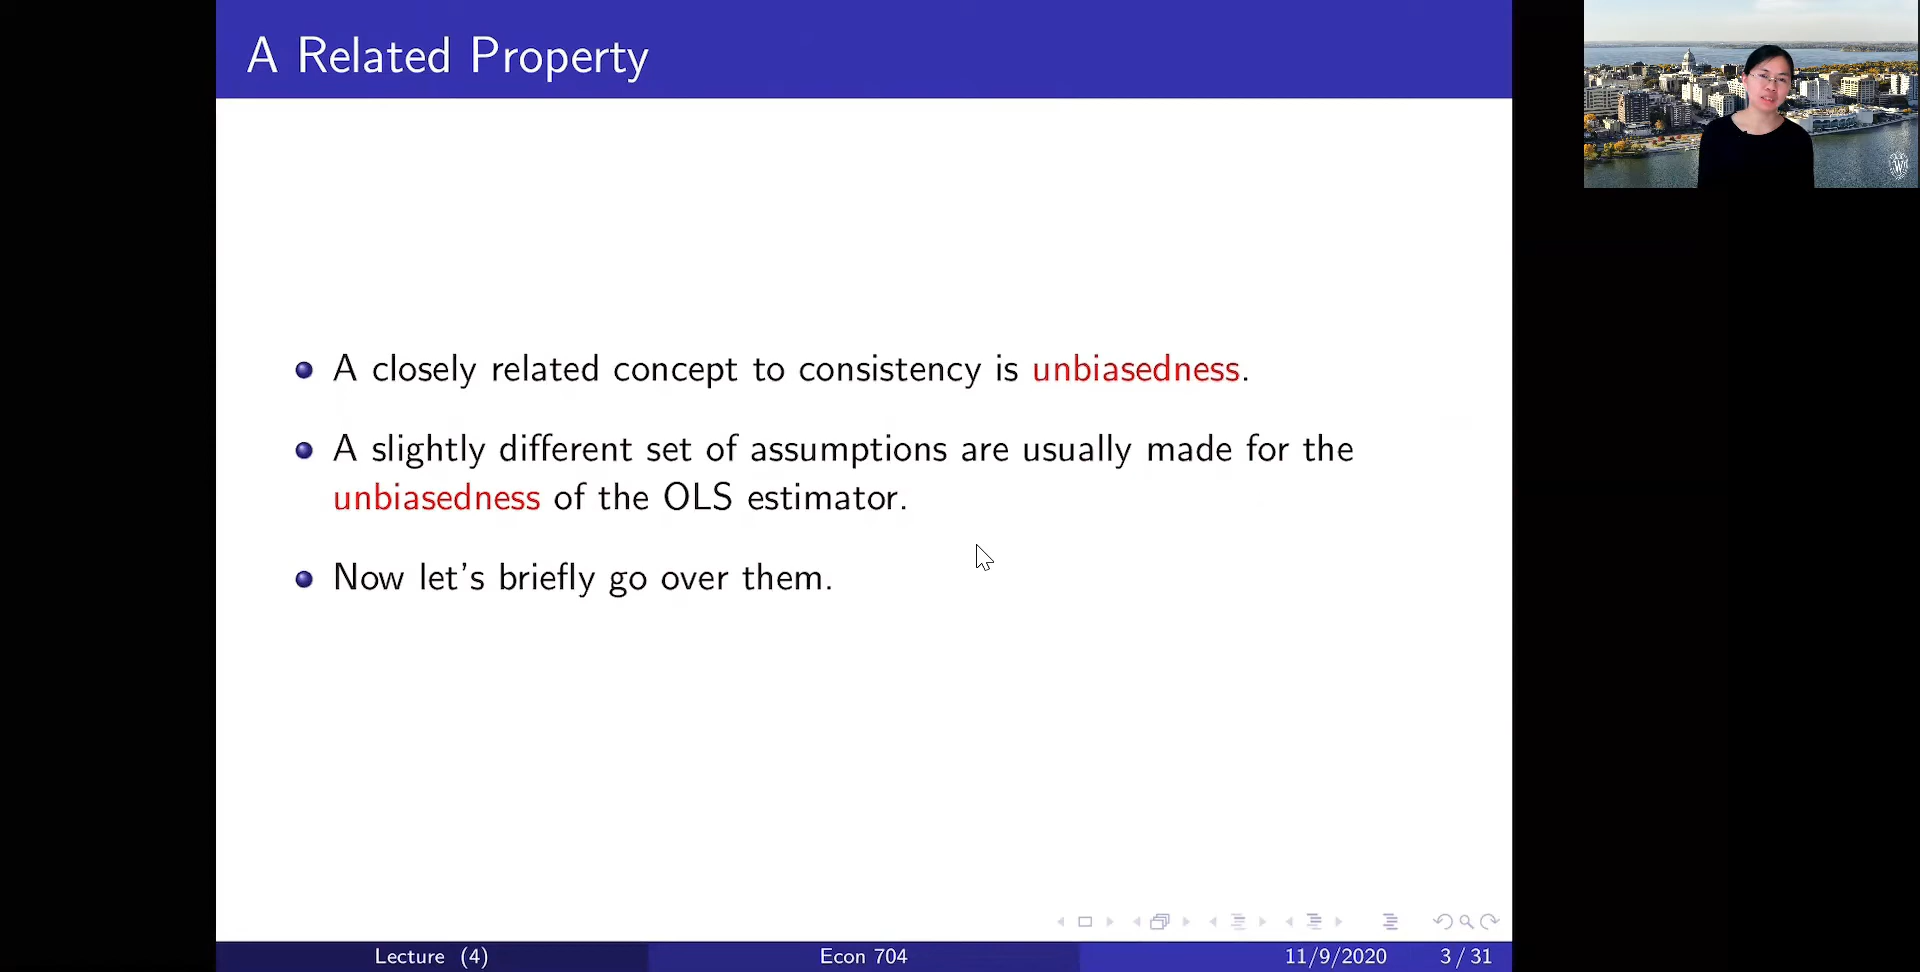 A Related Property
A closely related concept to consistency is unbiasedness.
A slightly different set of assumptions are usually made for the
unbiasedness of the OLS estimator.
Now let's briefly go over them.
Lecture (4)
Econ 704
11/9/2020
3 / 31
W